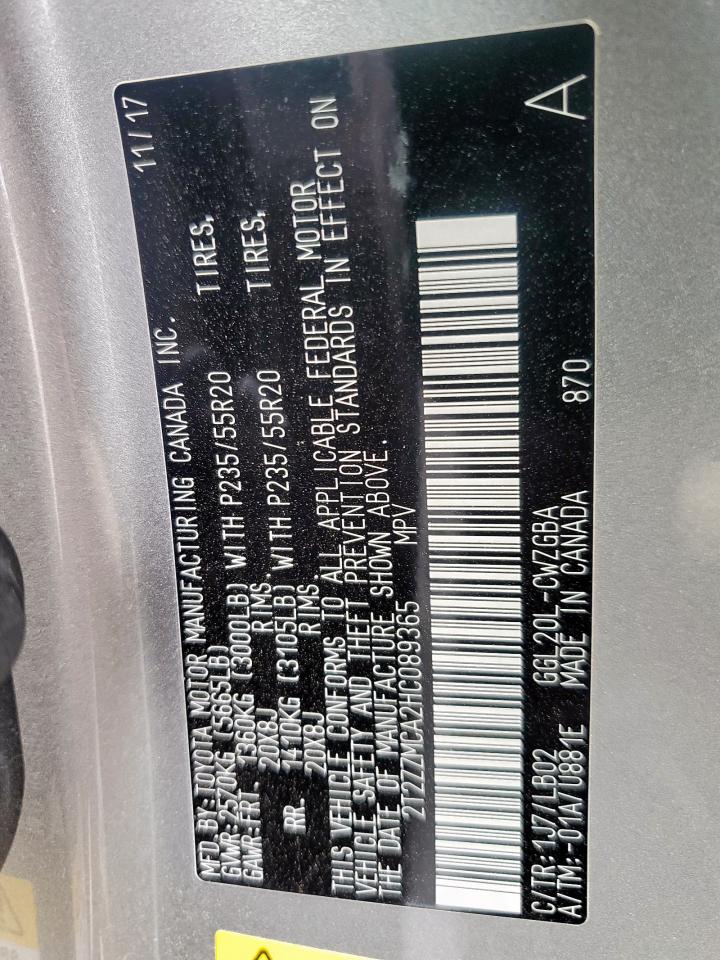 MFD. BY: TOYOTA MOTOR MANUFACTURING CANADA INC. 11/17
GVWR: 2570KG (5665LB)
GAWR: FRT. 1360KG (3000LB) WITH P235/55R20 TIRES,
20X8J RIMS.
RR. 1410KG (3105LB) WITH P235/55R20 TIRES,
20X8J RIMS.
THIS VEHICLE CONFORMS TO ALL APPLICABLE FEDERAL MOTOR
VEHICLE SAFETY AND THEFT PREVENTION STANDARDS IN EFFECT ON
THE DATE OF MANUFACTURE SHOWN ABOVE.
2T2ZZMCA2HC089365 MPV
C/TR: 1J7/LB02 GGL20L-CWZGBA
A/TM: -01A/U881E MADE IN CANADA 870 A